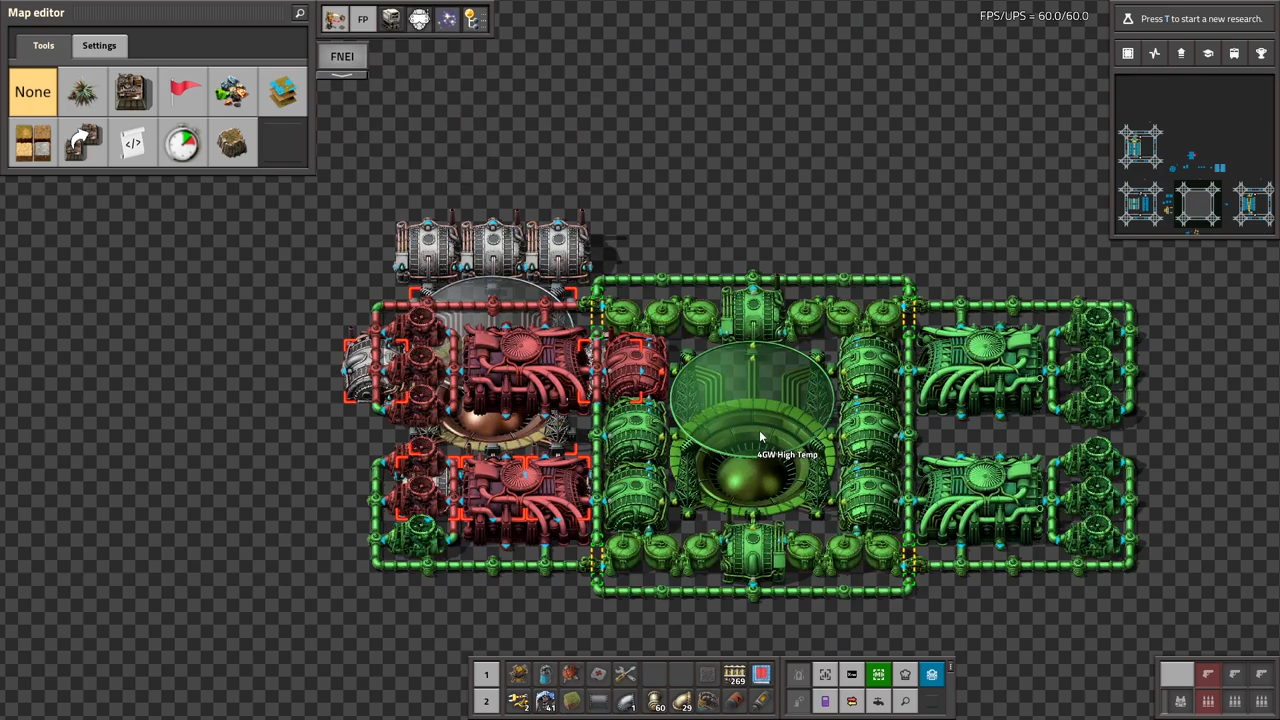 Map editor
FP
FPS/UPS = 60.0/60.0
Press T to start a new research.
Tools
Settings
FNEI
None
</>
4GW High Temp
1
269
2
41
1
60
29